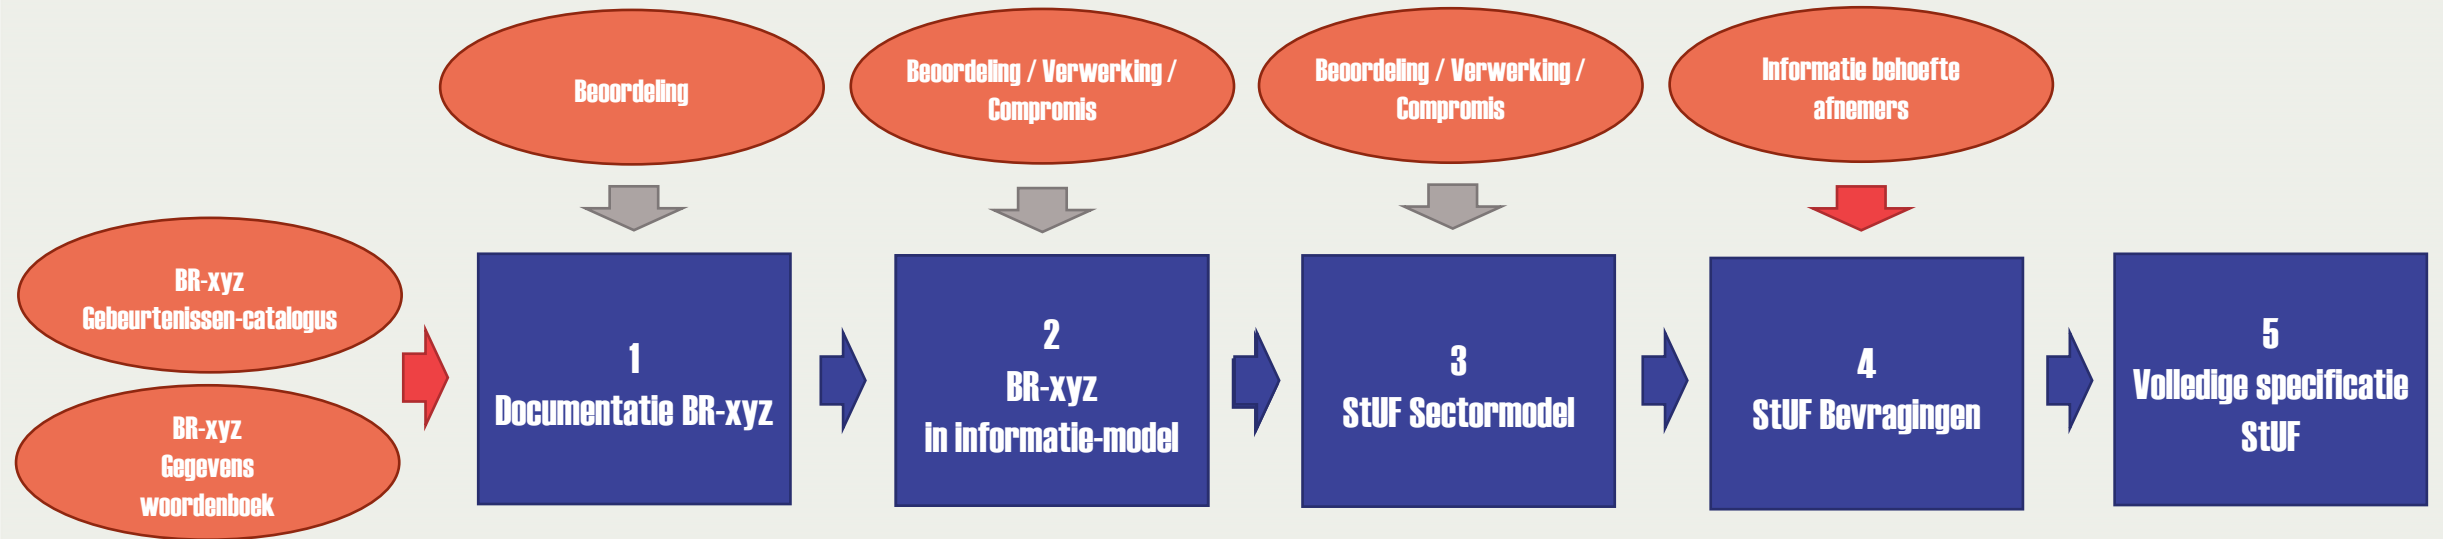 Beoordeling
Beoordeling / Verwerking /
Compromis
Beoordeling / Verwerking /
Compromis
Informatie behoefte
afnemers
BR-xyz
Gebeurtenissen-catalogus
BR-xyz
Gegevens
woordenboek
1
Documentatie BR-xyz
2
BR-xyz
in informatie-model
3
StUF Sectormodel
4
StUF Bevragingen
5
Volledige specificatie
StUF